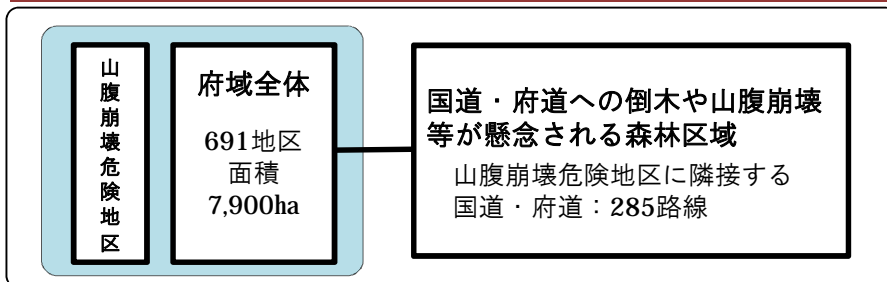 山腹崩壊危険地区
府域全体
691地区
面積
7,900ha
国道・府道への倒木や山腹崩壊
等が懸念される森林区域
山腹崩壊危険地区に隣接する
国道・府道：285路線